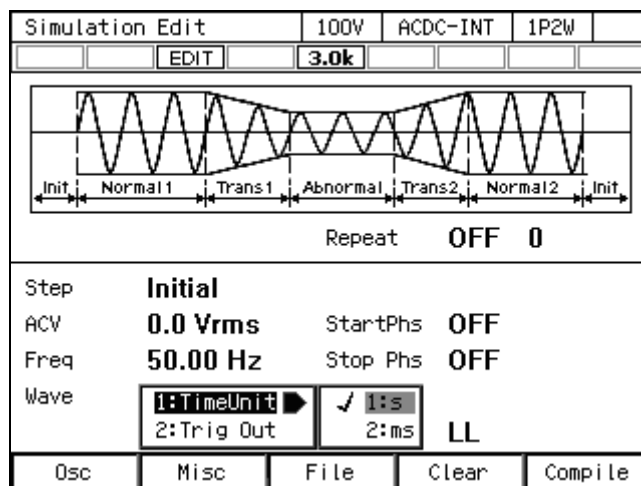 Simulation Edit 100V ACDC-INT 1P2W
EDIT 3.0k
Init Normal1 Trans1 Abnormal Trans2 Normal2 Init
Repeat OFF 0
Step Initial
ACV 0.0 Vrms StartPhs OFF
Freq 50.00 Hz Stop Phs OFF
Wave 1:TimeUnit ✓ 1:s
2:Trig Out 2:ms LL
Osc Misc File Clear Compile